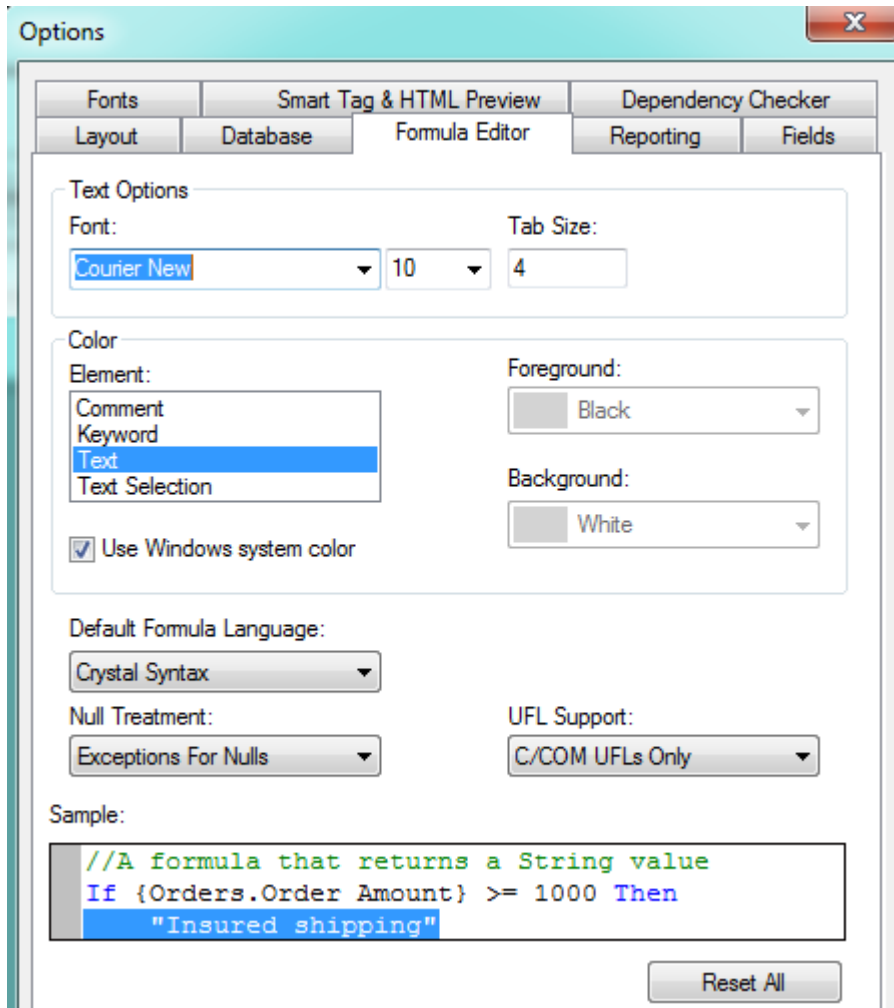 Options
Fonts Smart Tag & HTML Preview Dependency Checker
Layout Database Formula Editor Reporting Fields
Text Options
Font: Tab Size:
Courier New 10 4
Color
Element: Foreground:
Comment Black
Keyword
Text
Text Selection Background:
White
Use Windows system color
Default Formula Language:
Crystal Syntax
Null Treatment: UFL Support:
Exceptions For Nulls C/COM UFLs Only
Sample:
//A formula that returns a String value
If {Orders.Order Amount} >= 1000 Then
"Insured shipping"
Reset All